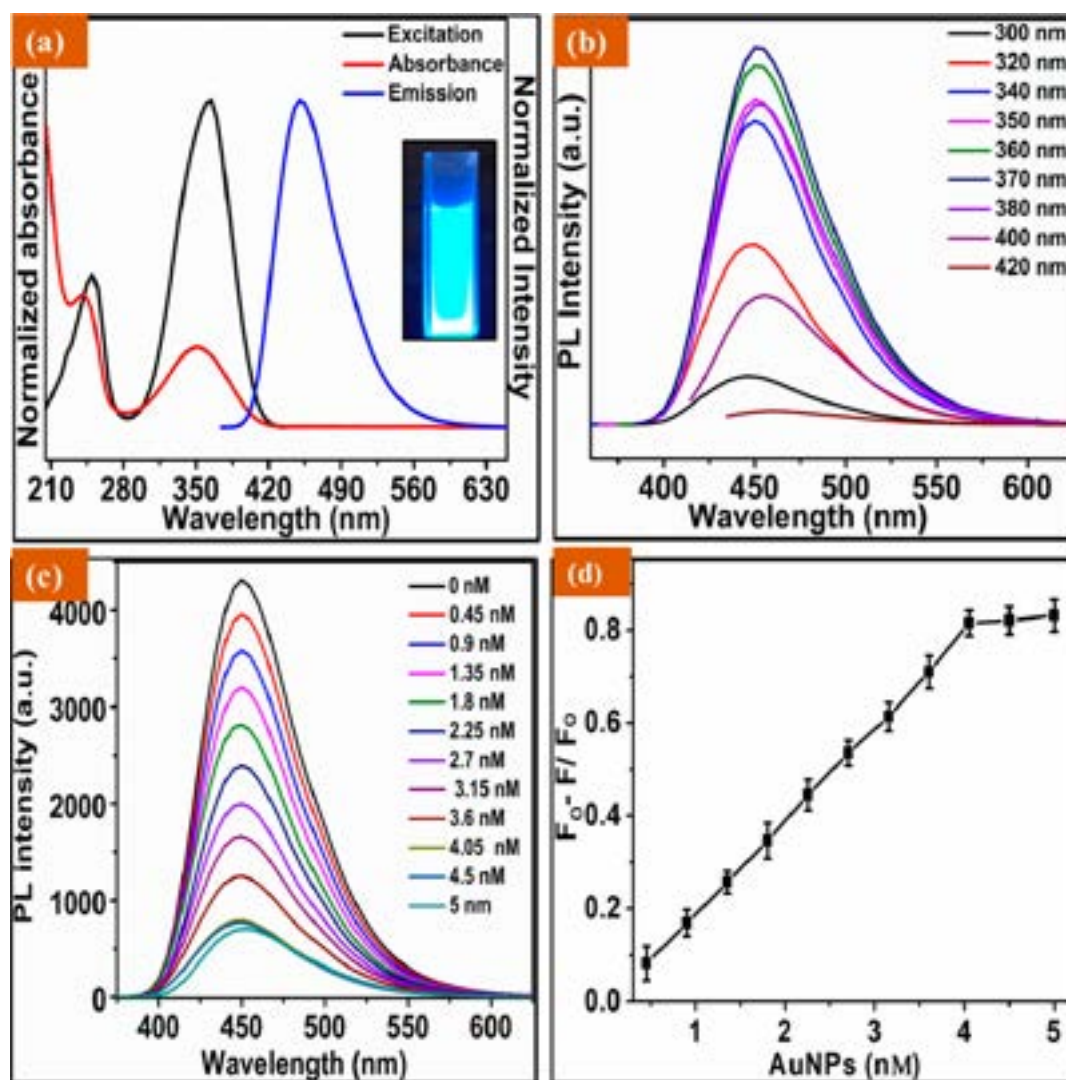 (a)
Excitation
Absorbance
Emission
Normalized absorbance
Normalized Intensity
210 280 350 420 490 560 630
Wavelength (nm)
(b)
300 nm
320 nm
340 nm
350 nm
360 nm
370 nm
380 nm
400 nm
420 nm
PL Intensity (a.u.)
400 450 500 550 600
Wavelength (nm)
(c)
0 nM
0.45 nM
0.9 nM
1.35 nM
1.8 nM
2.25 nM
2.7 nM
3.15 nM
3.6 nM
4.05 nM
4.5 nM
5 nm
PL intensity (a.u.)
4000
3000
2000
1000
0
400 450 500 550 600
Wavelength (nm)
(d)
F₀- F/ F₀
0.8
0.6
0.4
0.2
0.0
1 2 3 4 5
AuNPs (nM)